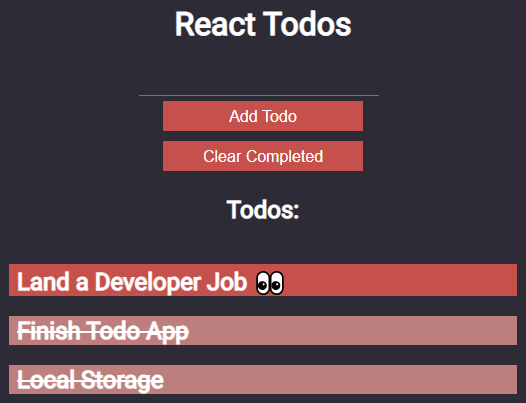 React Todos
Add Todo
Clear Completed
Todos:
Land a Developer Job 👀
Finish Todo App
Local Storage